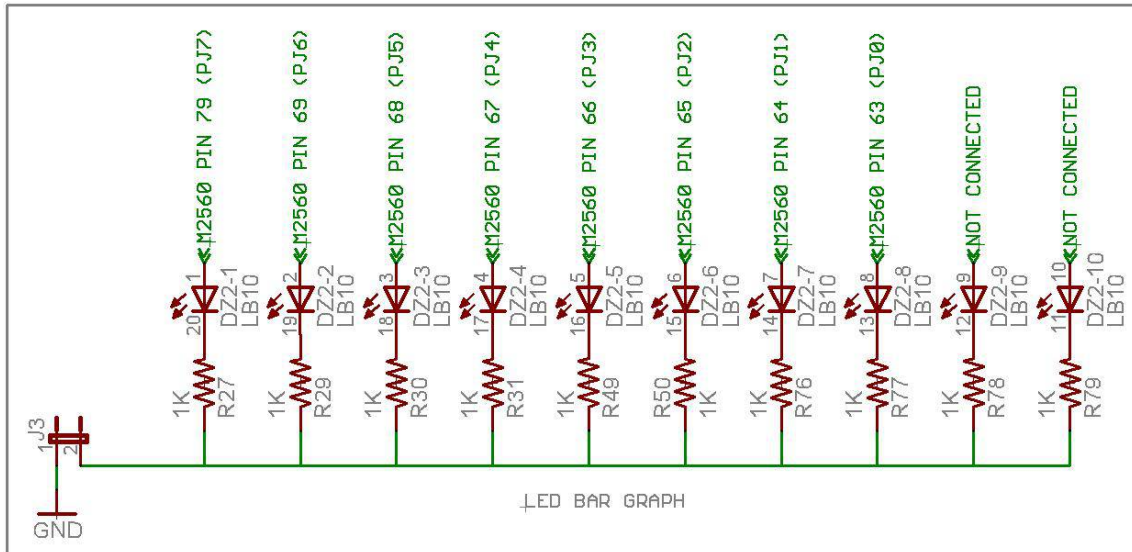 M2560 PIN 79 (PJ7)
M2560 PIN 69 (PJ6)
M2560 PIN 68 (PJ5)
M2560 PIN 67 (PJ4)
M2560 PIN 66 (PJ3)
M2560 PIN 65 (PJ2)
M2560 PIN 64 (PJ1)
M2560 PIN 63 (PJ0)
NOT CONNECTED
NOT CONNECTED
1
20
DZ2-1
LB10
2
19
DZ2-2
LB10
3
18
DZ2-3
LB10
4
17
DZ2-4
LB10
5
16
DZ2-5
LB10
6
15
DZ2-6
LB10
7
14
DZ2-7
LB10
8
13
DZ2-8
LB10
9
12
DZ2-9
LB10
10
11
DZ2-10
LB10
1K
R27
1K
R29
1K
R30
1K
R31
1K
R49
R50
1K
1K
R76
1K
R77
1K
R78
1K
R79
J3
1
2
GND
LED BAR GRAPH